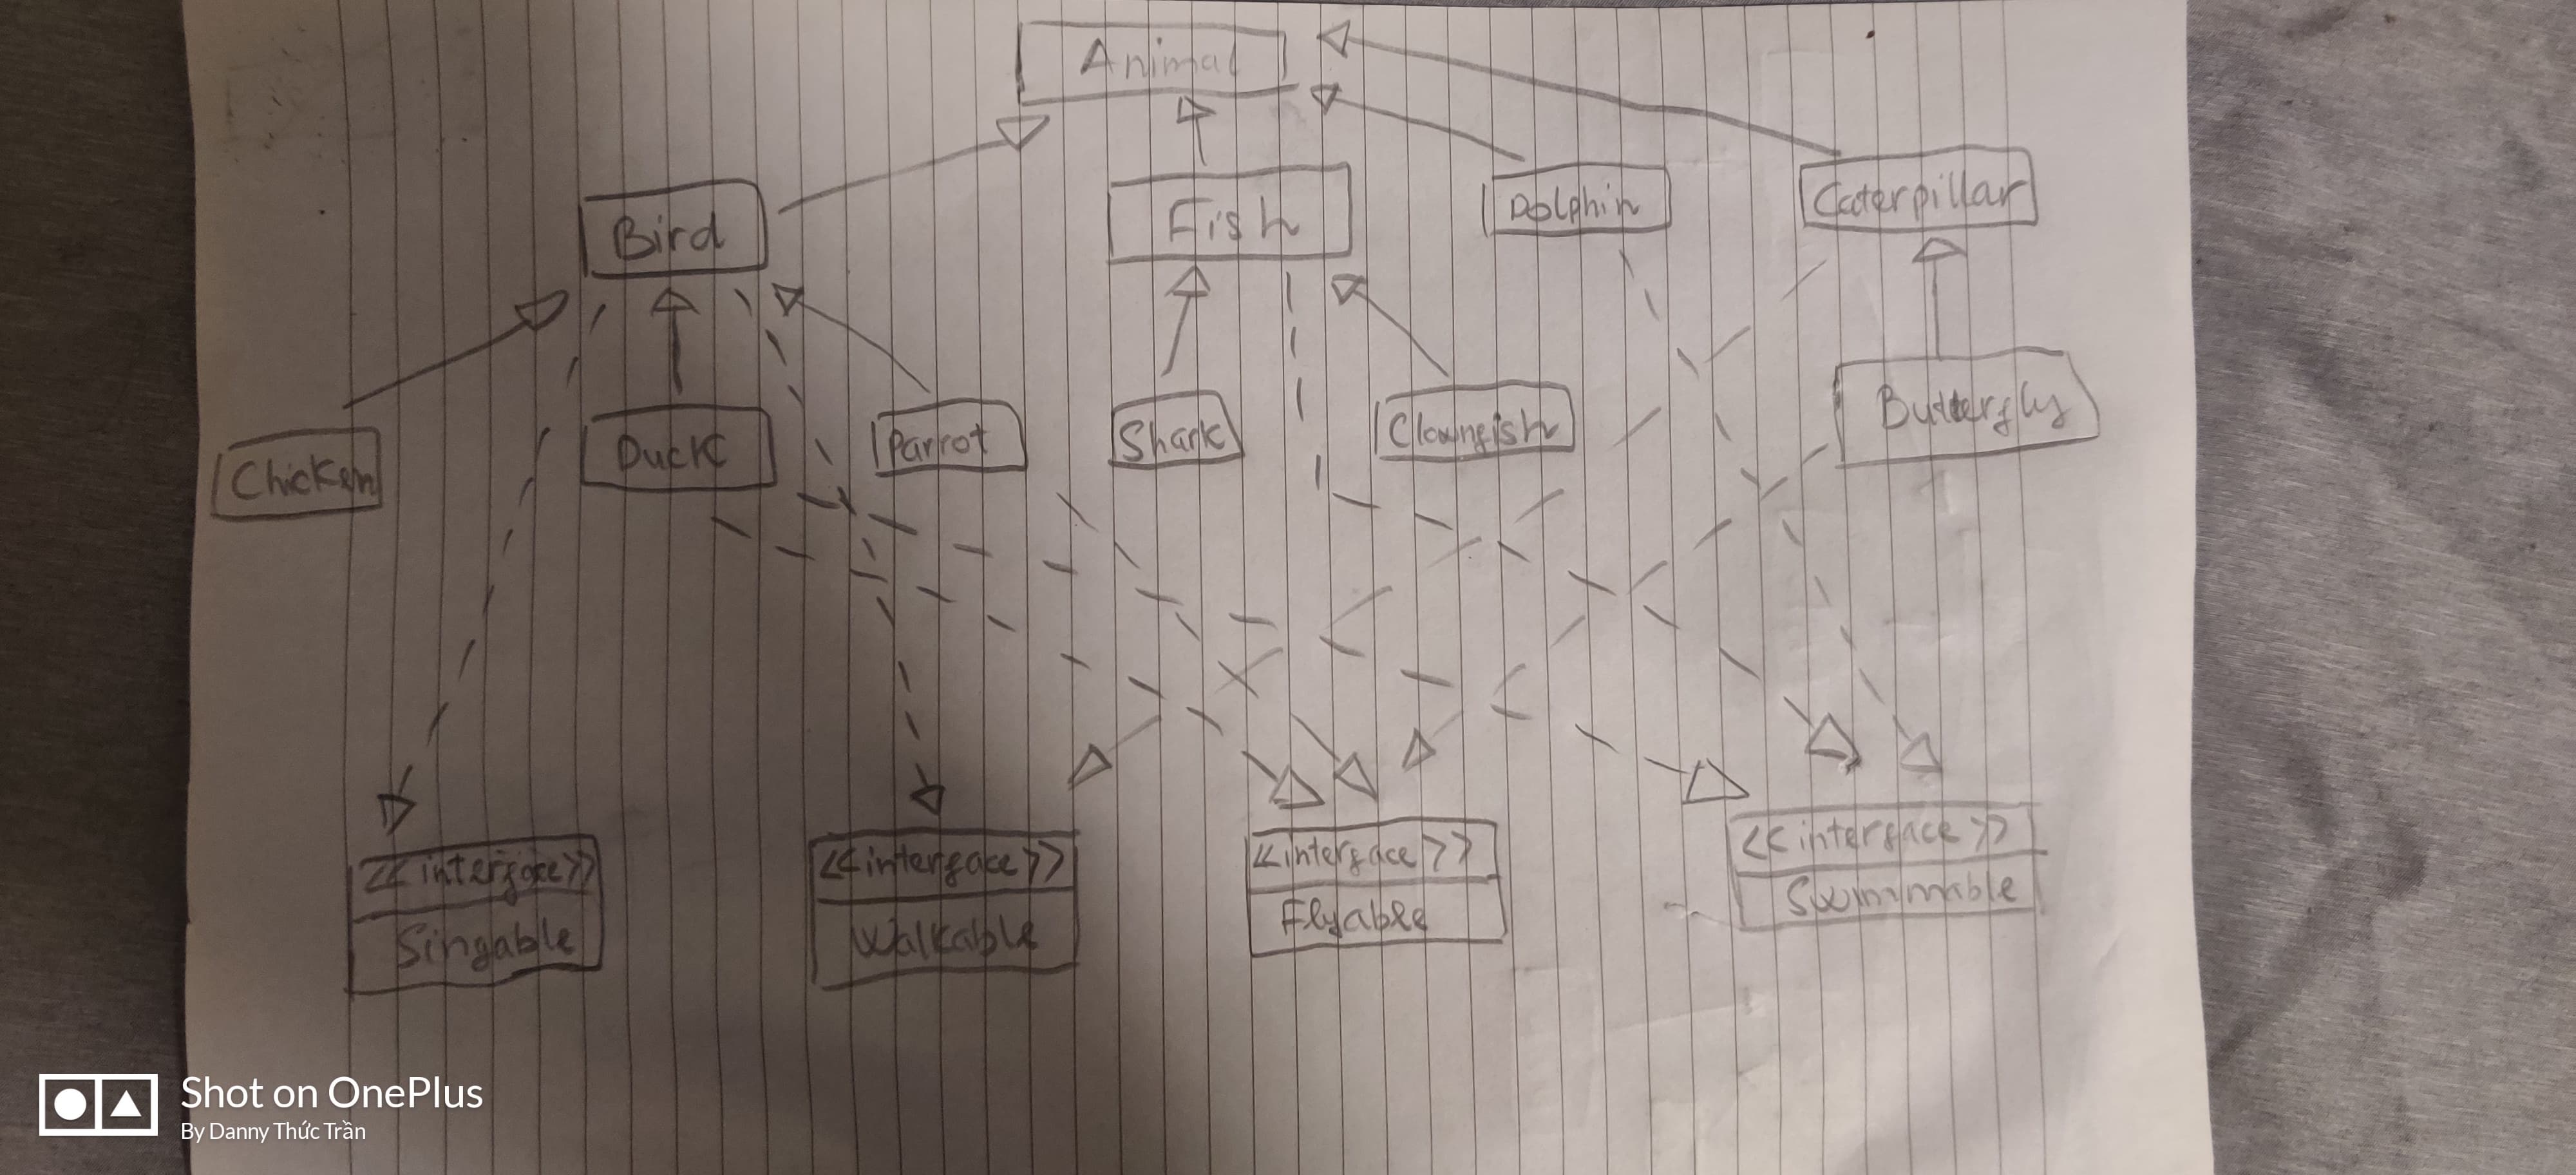 Animal
Bird
Fish
Dolphin
Caterpillar
Chicken
Duck
Parrot
Shark
Clownfish
Butterfly
<<interface>>
Singable
<<interface>>
Walkable
<<interface>>
Flyable
<<interface>>
Swimmable
Shot on OnePlus
By Danny Thức Trần